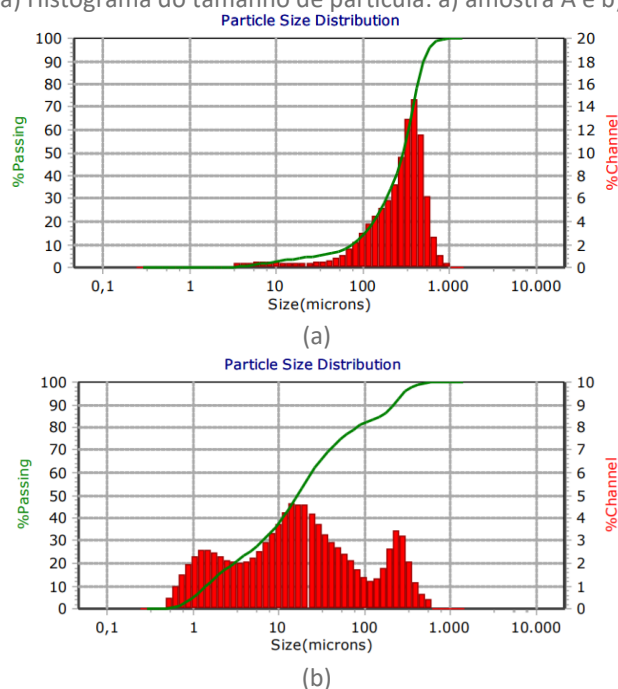 a) Histograma do tamanho de partícula: a) amostra A e b)
Particle Size Distribution
100 90 80 70 60 50 40 30 20 10 0
%Passing
20 18 16 14 12 10 8 6 4 2 0
%Channel
0,1 1 10 100 1.000 10.000
Size(microns)
(a)
Particle Size Distribution
100 90 80 70 60 50 40 30 20 10 0
%Passing
10 9 8 7 6 5 4 3 2 1 0
%Channel
0,1 1 10 100 1.000 10.000
Size(microns)
(b)